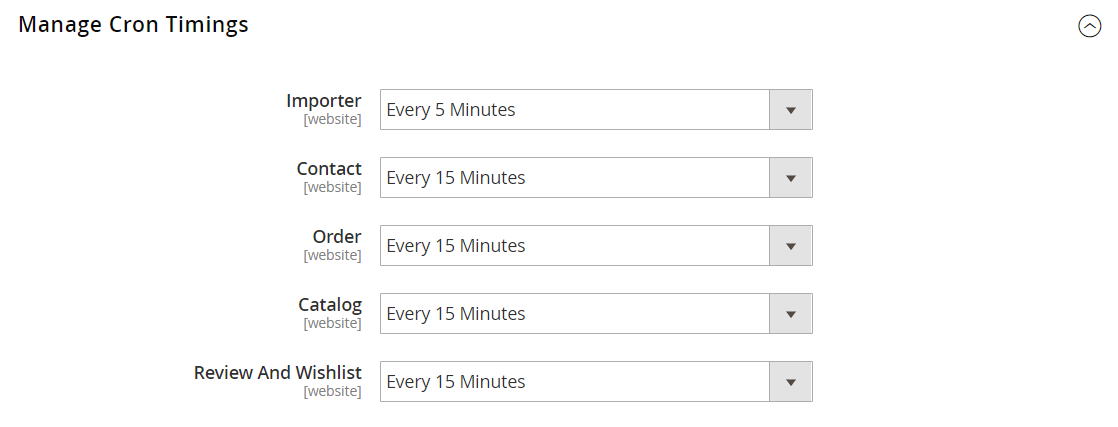 Manage Cron Timings
Importer
[website]
Every 5 Minutes
Contact
[website]
Every 15 Minutes
Order
[website]
Every 15 Minutes
Catalog
[website]
Every 15 Minutes
Review And Wishlist
[website]
Every 15 Minutes